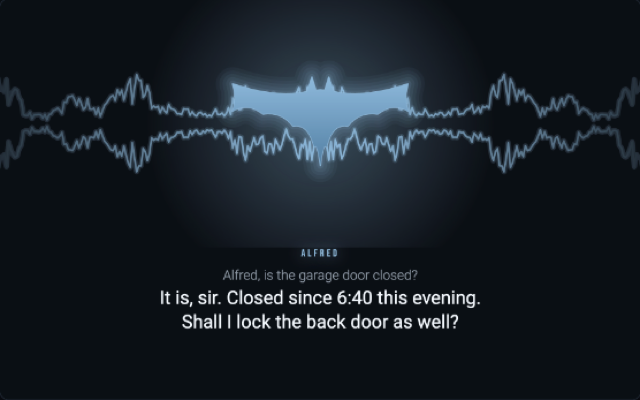 ALFRED
Alfred, is the garage door closed?
It is, sir. Closed since 6:40 this evening.
Shall I lock the back door as well?